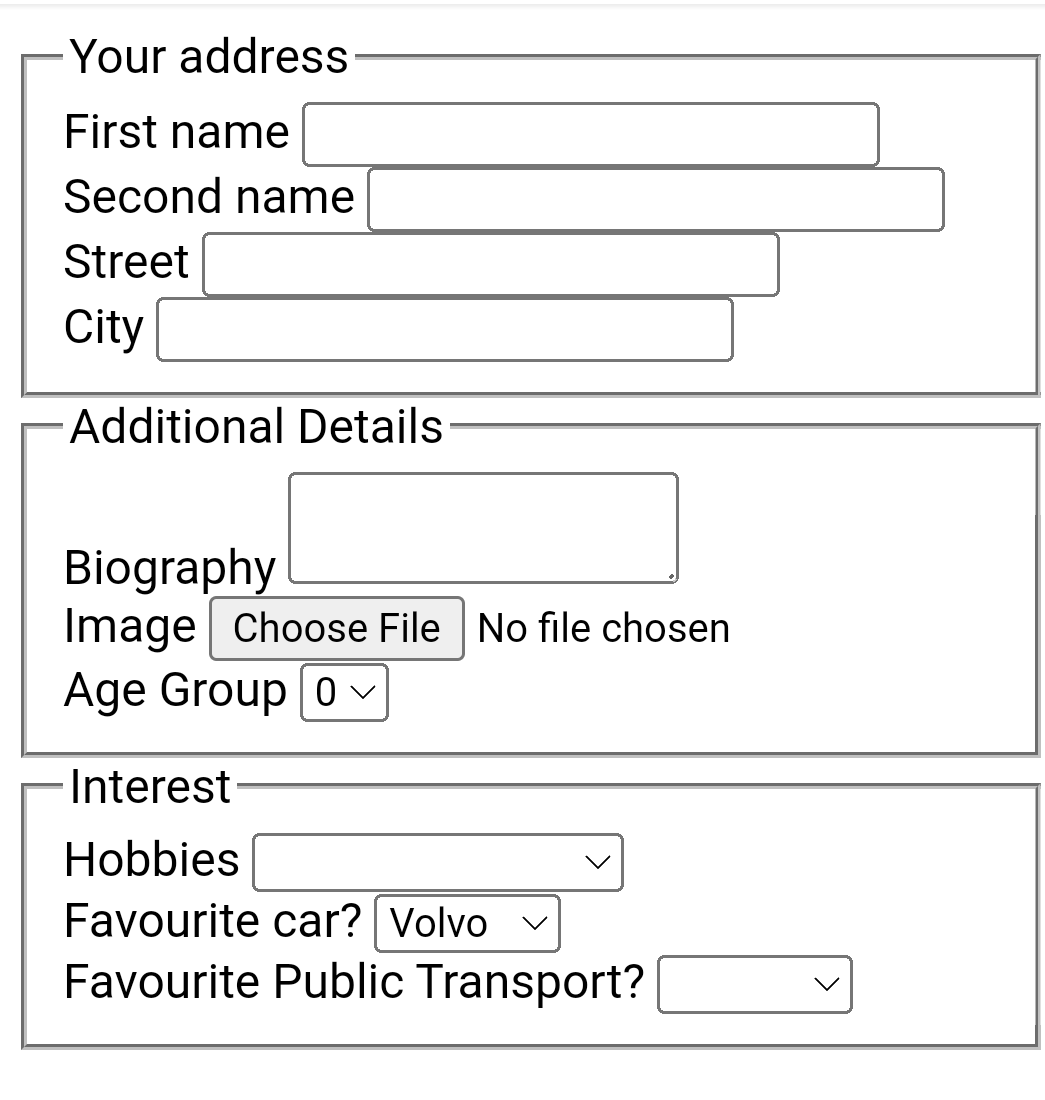 Your address
First name
Second name
Street
City
Additional Details
Biography
Image Choose File No file chosen
Age Group 0
Interest
Hobbies
Favourite car? Volvo
Favourite Public Transport?